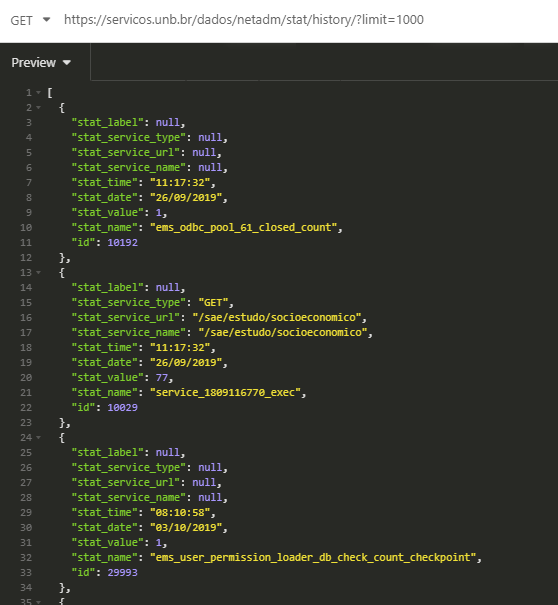 GET https://servicos.unb.br/dados/netadm/stat/history/?limit=1000
Preview
1 [
2 {
3 "stat_label": null,
4 "stat_service_type": null,
5 "stat_service_url": null,
6 "stat_service_name": null,
7 "stat_time": "11:17:32",
8 "stat_date": "26/09/2019",
9 "stat_value": 1,
10 "stat_name": "ems_odbc_pool_61_closed_count",
11 "id": 10192
12 },
13 {
14 "stat_label": null,
15 "stat_service_type": "GET",
16 "stat_service_url": "/sae/estudo/socioeconomico",
17 "stat_service_name": "/sae/estudo/socioeconomico",
18 "stat_time": "11:17:32",
19 "stat_date": "26/09/2019",
20 "stat_value": 77,
21 "stat_name": "service_1809116770_exec",
22 "id": 10029
23 },
24 {
25 "stat_label": null,
26 "stat_service_type": null,
27 "stat_service_url": null,
28 "stat_service_name": null,
29 "stat_time": "08:10:58",
30 "stat_date": "03/10/2019",
31 "stat_value": 1,
32 "stat_name": "ems_user_permission_loader_db_check_count_checkpoint",
33 "id": 29993
34 },
35 {